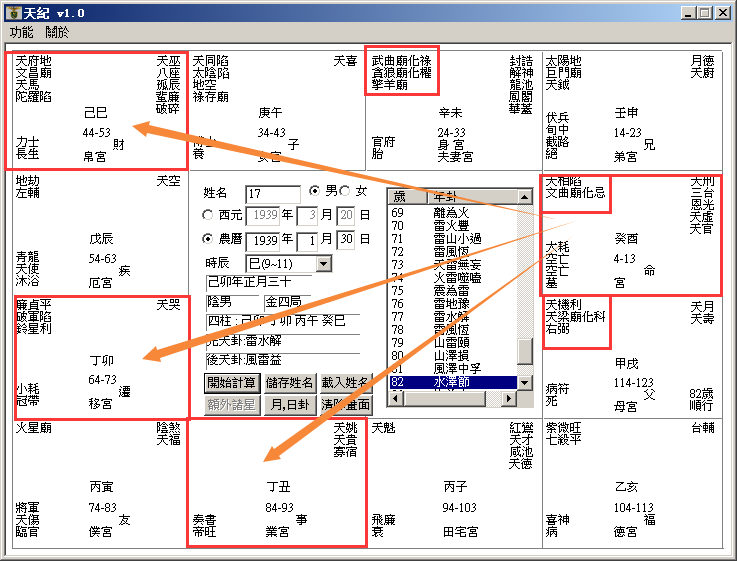 天紀 v1.0
功能 關於
天府地
文昌廟
天馬
陀羅陷
天巫
八座
孤辰
蜚廉
破碎
己巳
44-53
力士
長生
財
帛宮
天同陷
太陰陷
地空
祿存廟
天喜
庚午
34-43
博士
養
子
女宮
武曲廟化祿
貪狼廟化權
擎羊廟
封誥
解神
龍池
鳳閣
華蓋
辛未
24-33
官府
胎
身宮
夫妻宮
太陽地
巨門廟
天鉞
月德
天廚
壬申
14-23
伏兵
旬中
截路
絕
兄
弟宮
地劫
左輔
天空
戊辰
54-63
青龍
天使
沐浴
疾
厄宮
姓名 17 男 女
西元 1939 年 3 月 20 日
農曆 1939 年 1 月 30 日
時辰 巳(9~11)
己卯年正月三十
陰男 金四局
四柱 : 己卯 丁卯 丙午 癸巳
先天卦:雷水解
後天卦:風雷益
開始計算 儲存姓名 載入姓名
額外諸星 月,日卦 清除畫面
歲 年卦
69 離為火
70 雷火豐
71 雷山小過
72 雷風恆
73 天雷無妄
74 火雷噬嗑
75 震為雷
76 雷地豫
77 雷水解
78 雷風恆
79 山雷頤
80 山澤損
81 風澤中孚
82 水澤節
天相陷
文曲廟化忌
天刑
三台
恩光
天虛
天官
癸酉
4-13
大耗
空亡
空亡
墓
命
宮
廉貞平
破軍陷
鈴星利
天哭
丁卯
64-73
小耗
冠帶
遷
移宮
天機利
天梁廟化科
右弼
天月
天壽
甲戌
114-123
病符
死
父
母宮
82歲
順行
火星廟
陰煞
天福
丙寅
74-83
將軍
天傷
臨官
友
僕宮
天姚
天貴
寡宿
丁丑
84-93
奏書
帝旺
事
業宮
天魁
紅鸞
天才
咸池
天德
丙子
94-103
飛廉
衰
田宅宮
紫微旺
七殺平
台輔
乙亥
104-113
喜神
病
福
德宮